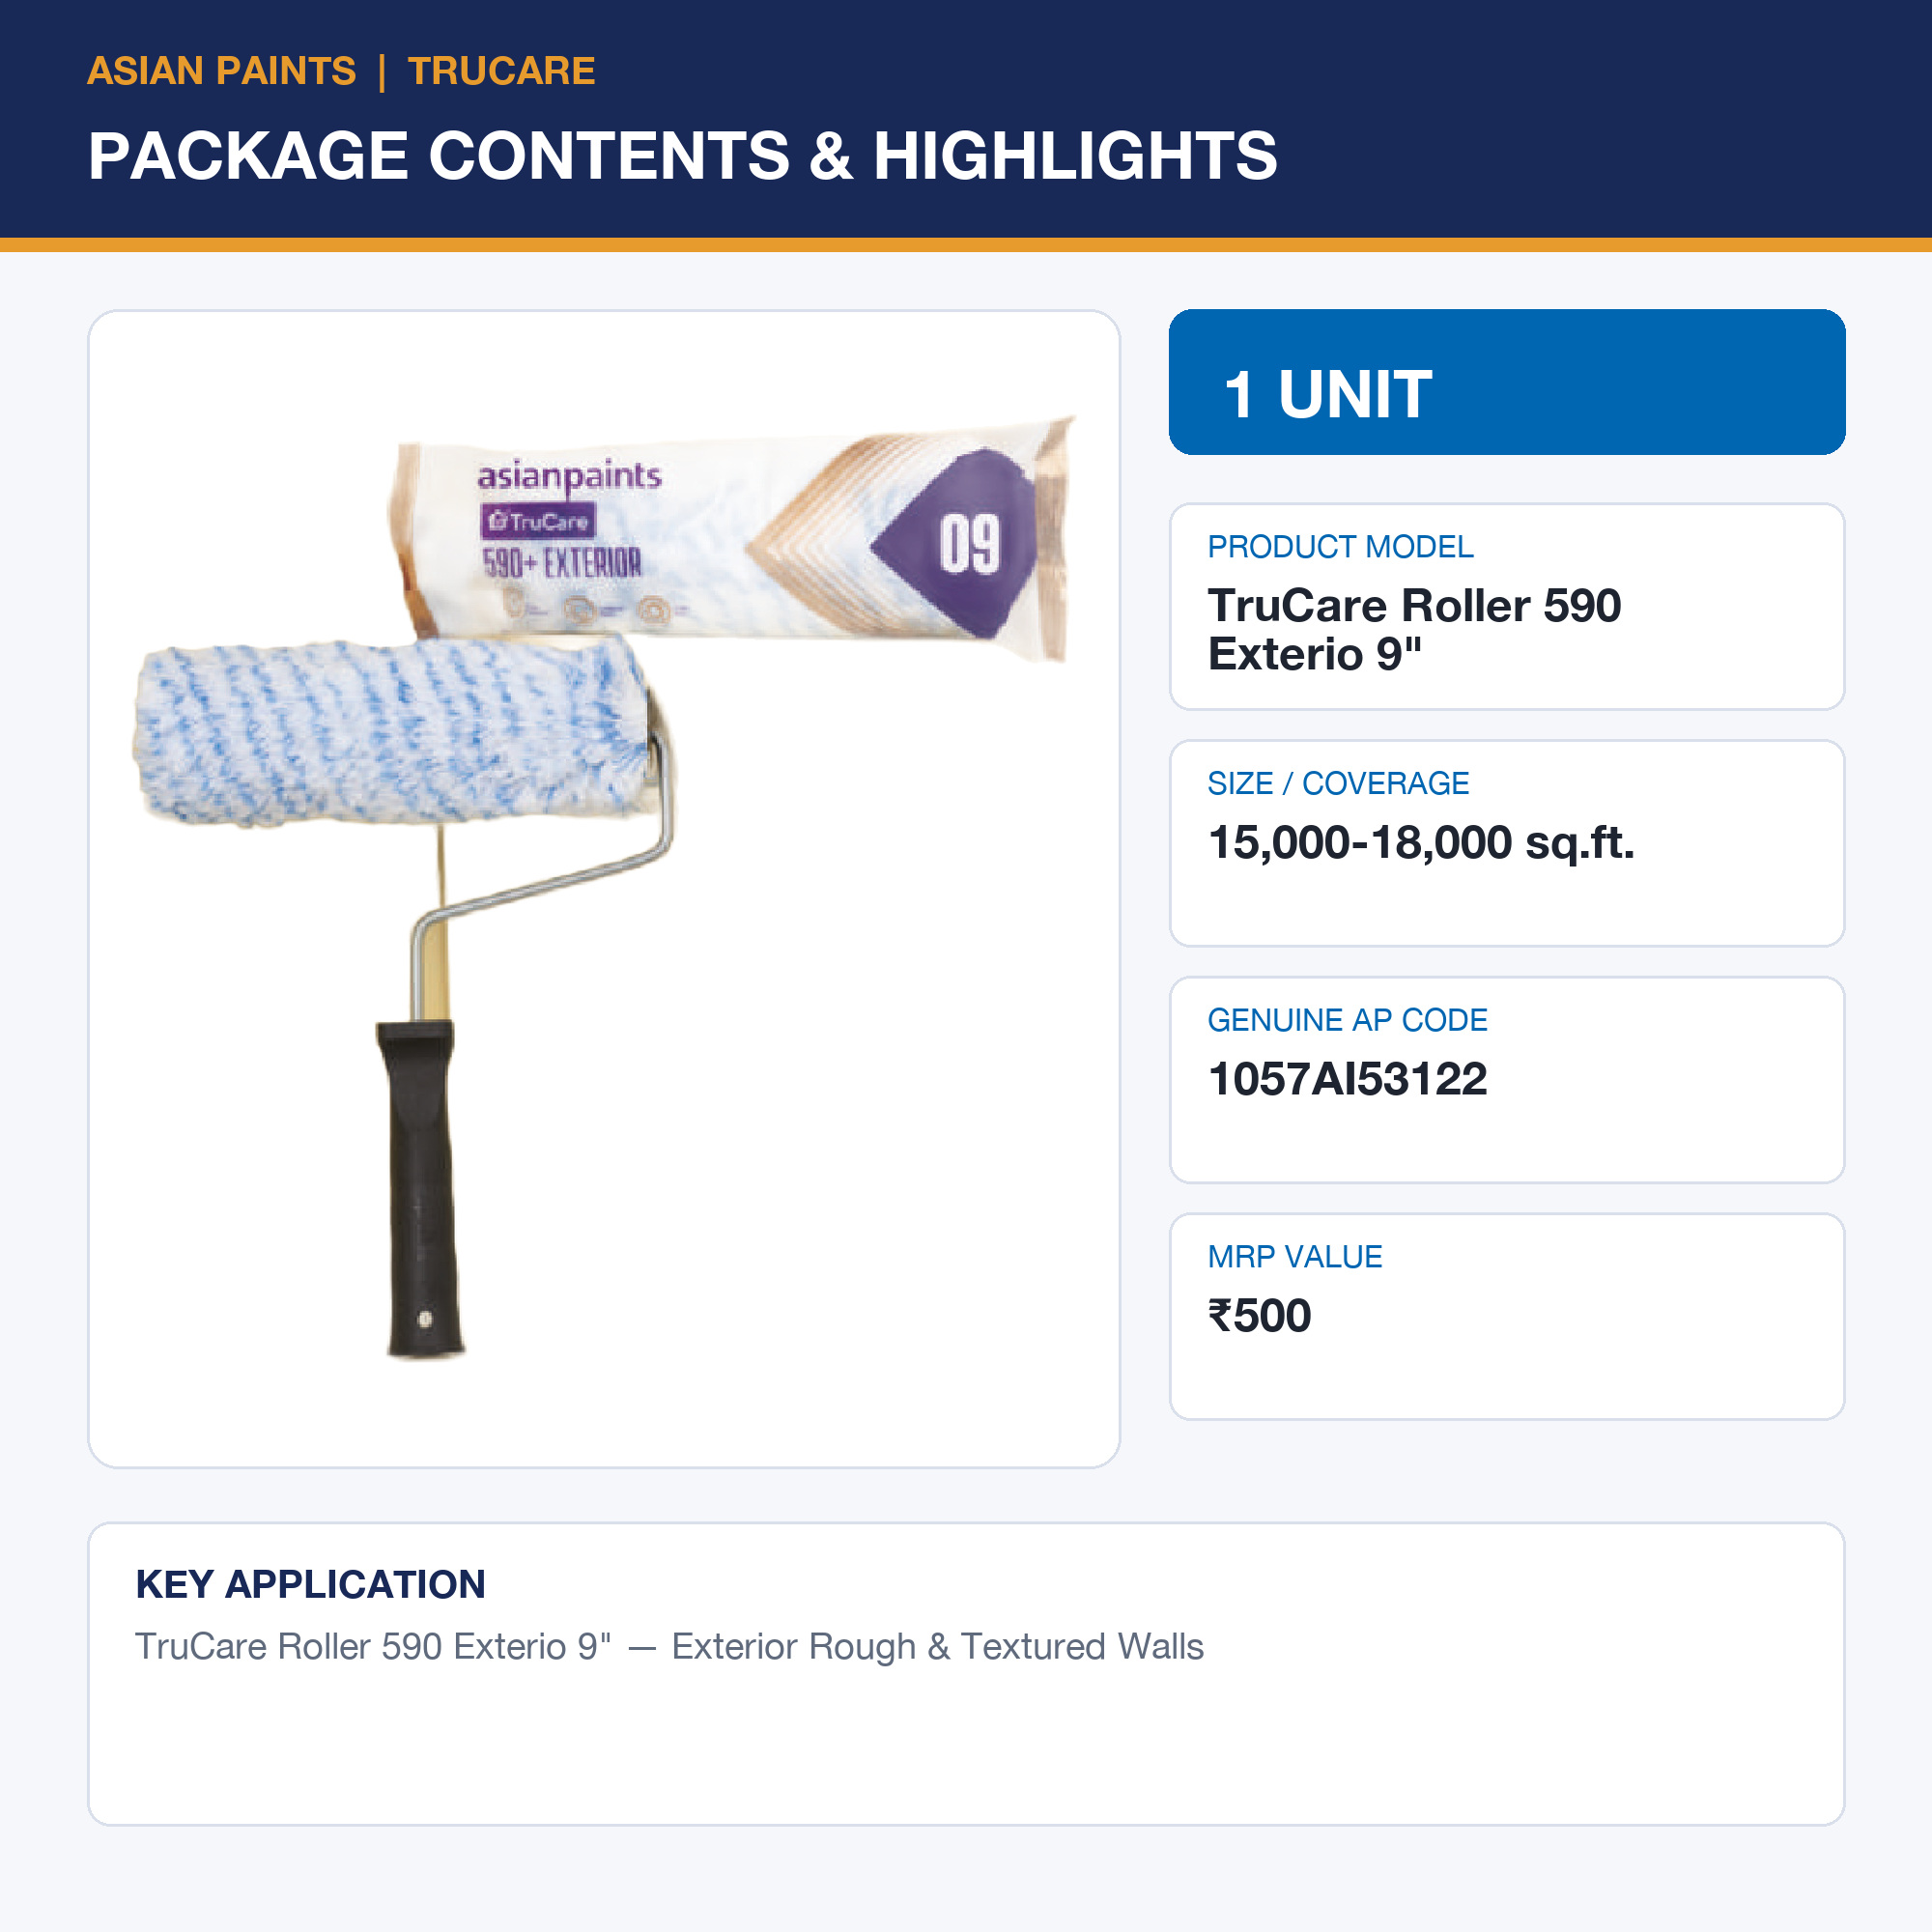 ASIAN PAINTS | TRUCARE
PACKAGE CONTENTS & HIGHLIGHTS
asianpaints
TruCare
590+ EXTERIOR
09
1 UNIT
PRODUCT MODEL
TruCare Roller 590
Exterio 9"
SIZE / COVERAGE
15,000-18,000 sq.ft.
GENUINE AP CODE
1057AI53122
MRP VALUE
₹500
KEY APPLICATION
TruCare Roller 590 Exterio 9" — Exterior Rough & Textured Walls